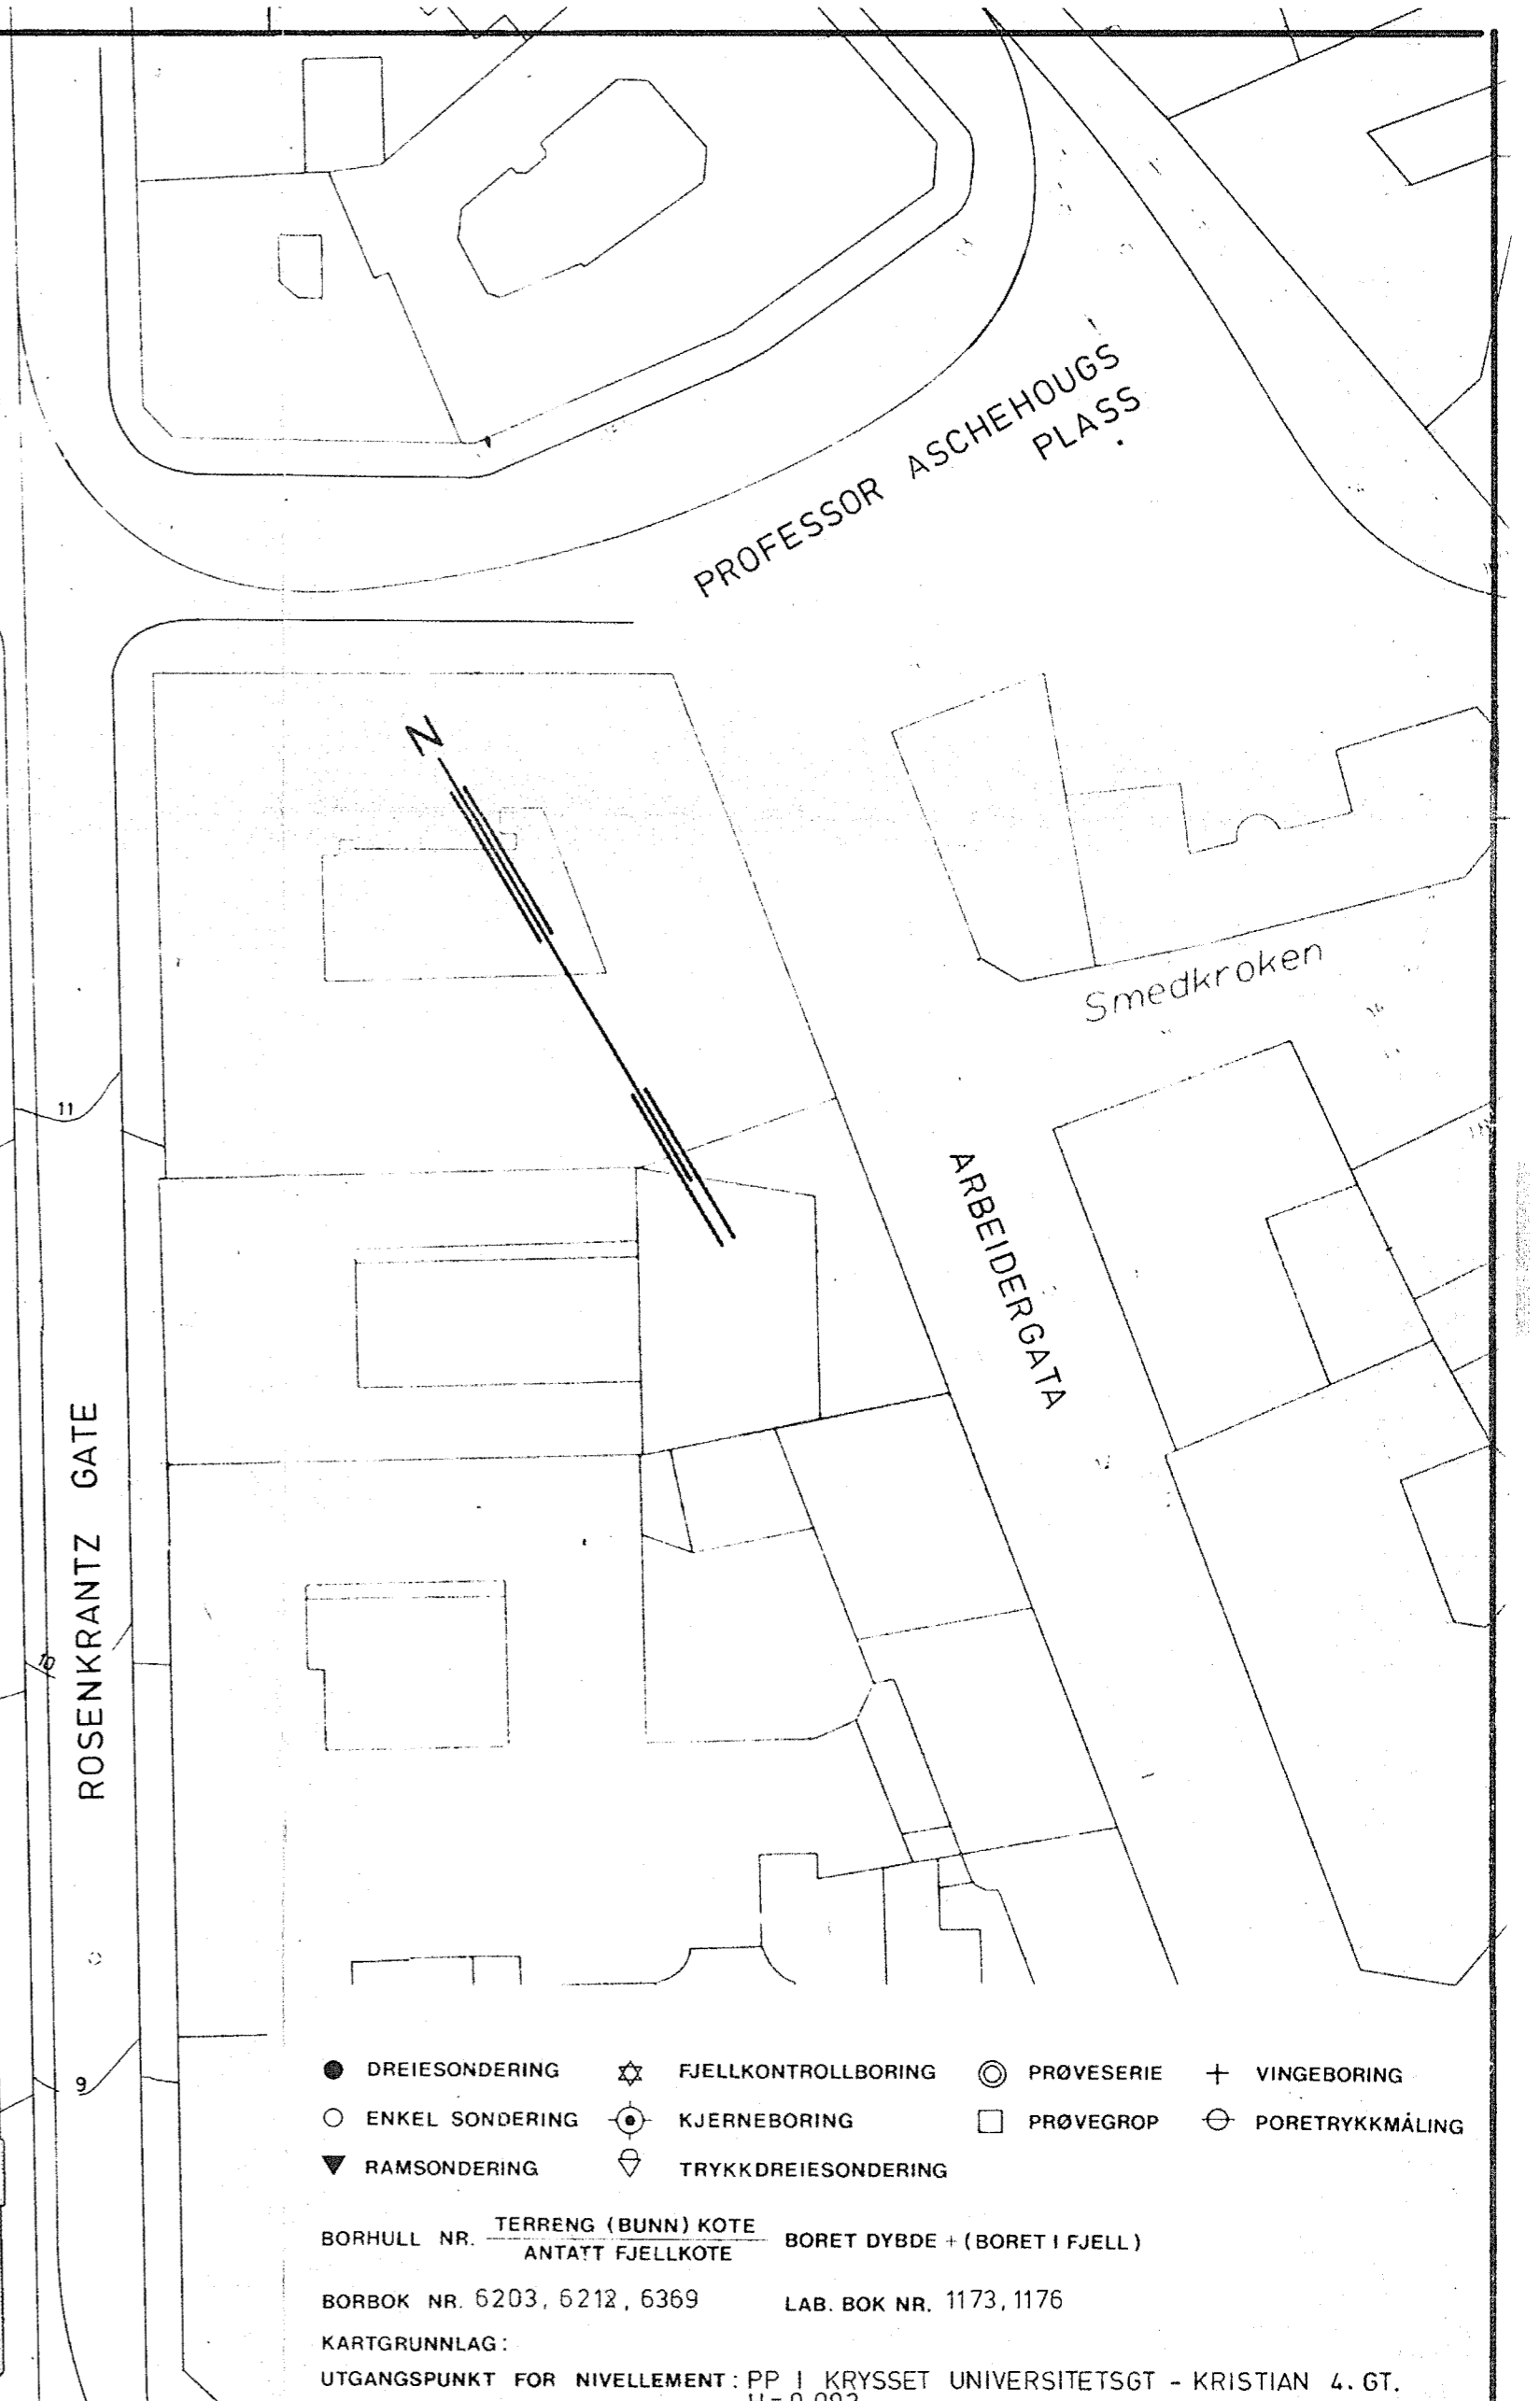 PROFESSOR ASCHEHOUGS
PLASS
N
Smedkroken
11
ARBEIDERGATA
ROSENKRANTZ GATE
10
9
DREIESONDERING FJELLKONTROLLBORING PRØVESERIE VINGEBORING
ENKEL SONDERING KJERNEBORING PRØVEGROP PORETRYKKMÅLING
RAMSONDERING TRYKKDREIESONDERING
BORHULL NR. TERRENG (BUNN) KOTE BORET DYBDE + (BORET I FJELL)
ANTATT FJELLKOTE
BORBOK NR. 6203, 6212, 6369 LAB. BOK NR. 1173, 1176
KARTGRUNNLAG:
UTGANGSPUNKT FOR NIVELLEMENT: PP I KRYSSET UNIVERSITETSGT - KRISTIAN 4. GT.